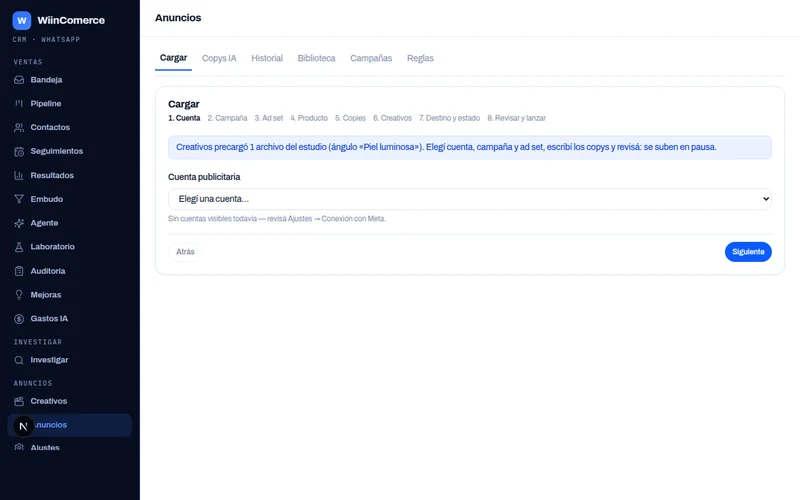 W WiinComerce
CRM · WHATSAPP
VENTAS
Bandeja
Pipeline
Contactos
Seguimientos
Resultados
Embudo
Agente
Laboratorio
Auditoría
Mejoras
Gastos IA
INVESTIGAR
Investigar
ANUNCIOS
Creativos
N nuncios
Ajustes
Anuncios
Cargar Copys IA Historial Biblioteca Campañas Reglas
Cargar
1. Cuenta 2. Campaña 3. Ad set 4. Producto 5. Copies 6. Creativos 7. Destino y estado 8. Revisar y lanzar
Creativos precargó 1 archivo del estudio (ángulo «Piel luminosa»). Elegí cuenta, campaña y ad set, escribí los copys y revisá: se suben en pausa.
Cuenta publicitaria
Elegí una cuenta...
Sin cuentas visibles todavía — revisá Ajustes → Conexión con Meta.
Atrás Siguiente